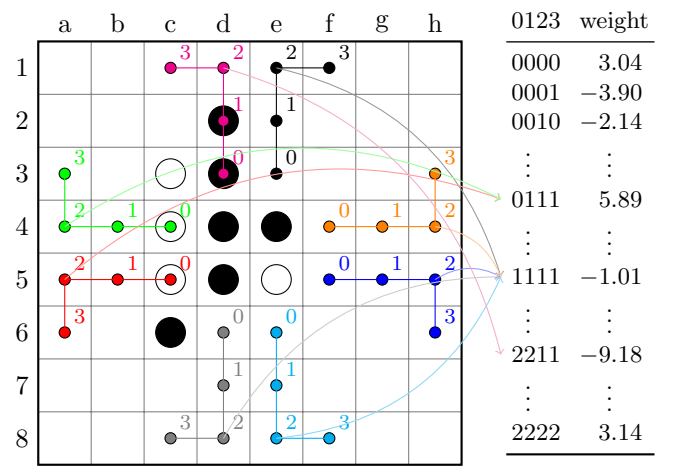 a b c d e f g h 0123 weight
1 3 2 2 3 0000 3.04
0001 −3.90
2 1 1 0010 −2.14
3 3 0 0 3 ⋮ ⋮
0111 5.89
4 2 1 0 0 1 2 ⋮ ⋮
5 2 1 0 0 1 2 1111 −1.01
6 3 0 0 3 ⋮ ⋮
2211 −9.18
7 1 1 ⋮ ⋮
8 3 2 2 3 2222 3.14